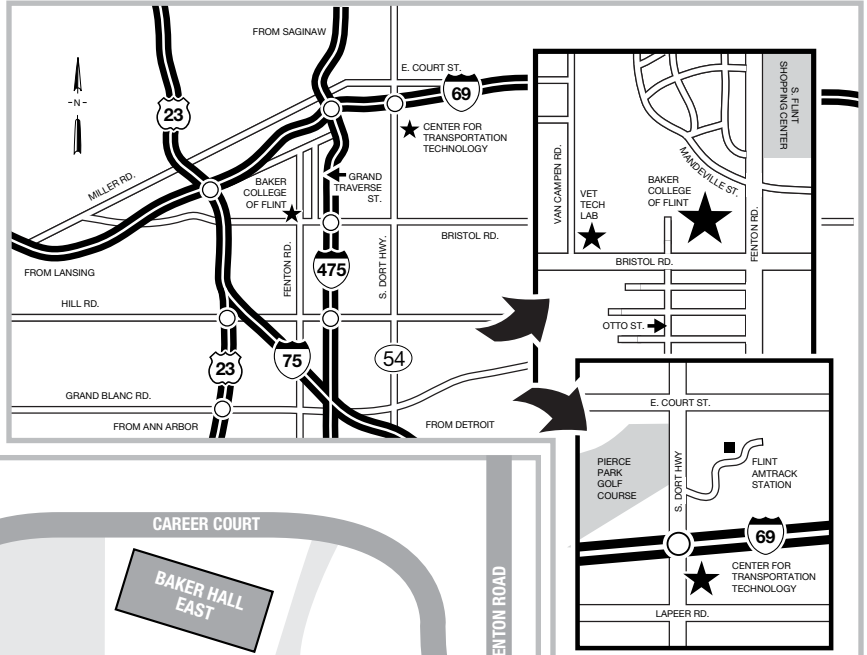 FROM SAGINAW
E. COURT ST.
69
23
-N-
CENTER FOR
TRANSPORTATION
TECHNOLOGY
MILLER RD.
BAKER
COLLEGE
OF FLINT
GRAND
TRAVERSE
ST.
BRISTOL RD.
FENTON RD.
S. DORT HWY.
475
FROM LANSING
HILL RD.
23
75
54
GRAND BLANC RD.
FROM ANN ARBOR
FROM DETROIT
S. FLINT
SHOPPING CENTER
VAN CAMPEN RD.
MANDEVILLE ST.
BAKER
COLLEGE
OF FLINT
VET
TECH
LAB
FENTON RD.
BRISTOL RD.
OTTO ST.
E. COURT ST.
PIERCE
PARK
GOLF
COURSE
S. DORT HWY
FLINT
AMTRACK
STATION
69
CENTER FOR
TRANSPORTATION
TECHNOLOGY
LAPEER RD.
CAREER COURT
BAKER HALL
EAST
ENTON ROAD